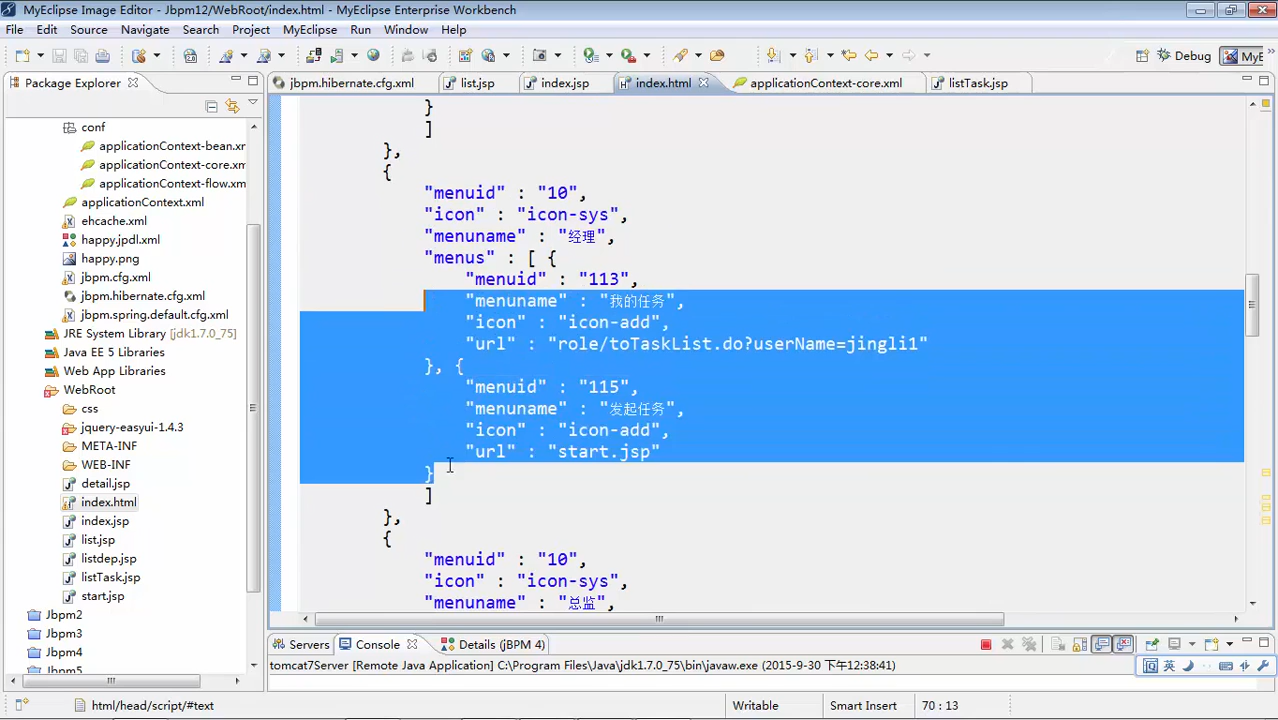 MyEclipse Image Editor - Jbpm12/WebRoot/index.html - MyEclipse Enterprise Workbench
File Edit Source Navigate Search Project MyEclipse Run Window Help
Debug MyE
Package Explorer
jbpm.hibernate.cfg.xml list.jsp index.jsp index.html applicationContext-core.xml listTask.jsp
conf
applicationContext-bean.xr
applicationContext-core.xm
applicationContext-flow.xm
applicationContext.xml
ehcache.xml
happy.jpdl.xml
happy.png
jbpm.cfg.xml
jbpm.hibernate.cfg.xml
jbpm.spring.default.cfg.xml
JRE System Library [jdk1.7.0_75]
Java EE 5 Libraries
Web App Libraries
WebRoot
css
jquery-easyui-1.4.3
META-INF
WEB-INF
detail.jsp
index.html
index.jsp
list.jsp
listdep.jsp
listTask.jsp
start.jsp
Jbpm2
Jbpm3
Jbpm4
Jbpm5
}
]
},
{
"menuid" : "10",
"icon" : "icon-sys",
"menuname" : "经理",
"menus" : [ {
"menuid" : "113",
"menuname" : "我的任务",
"icon" : "icon-add",
"url" : "role/toTaskList.do?userName=jingli1"
}, {
"menuid" : "115",
"menuname" : "发起任务",
"icon" : "icon-add",
"url" : "start.jsp"
}
]
},
{
"menuid" : "10",
"icon" : "icon-sys",
"menuname" : "总监",
Servers Console Details (jBPM 4)
tomcat7Server [Remote Java Application] C:\Program Files\Java\jdk1.7.0_75\bin\javaw.exe (2015-9-30 下午12:38:41)
英
html/head/script/#text Writable Smart Insert 70 : 13